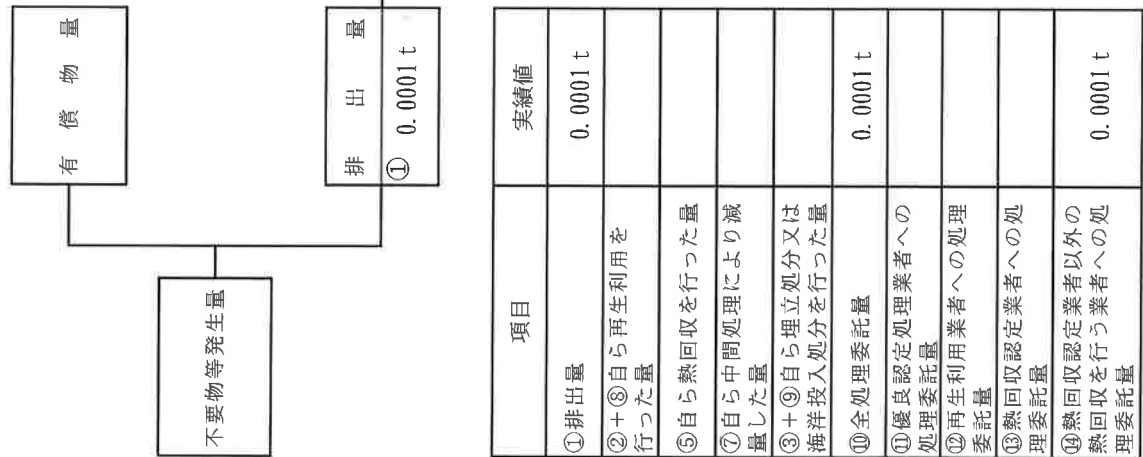 不要物等発生量
有償物量
排出量
① 0.0001 t
項目 実績値
①排出量 0.0001 t
②+⑧自ら再生利用を
行った量
⑤自ら熱回収を行った量
⑦自ら中間処理により減
量した量
③+⑨自ら埋立処分又は
海洋投入処分を行った量
⑩全処理委託量 0.0001 t
⑪優良認定処理業者への
処理委託量
⑫再生利用業者への処理
委託量
⑬熱回収認定業者への処
理委託量
⑭熱回収認定業者以外の
熱回収を行う業者への処
理委託量 0.0001 t